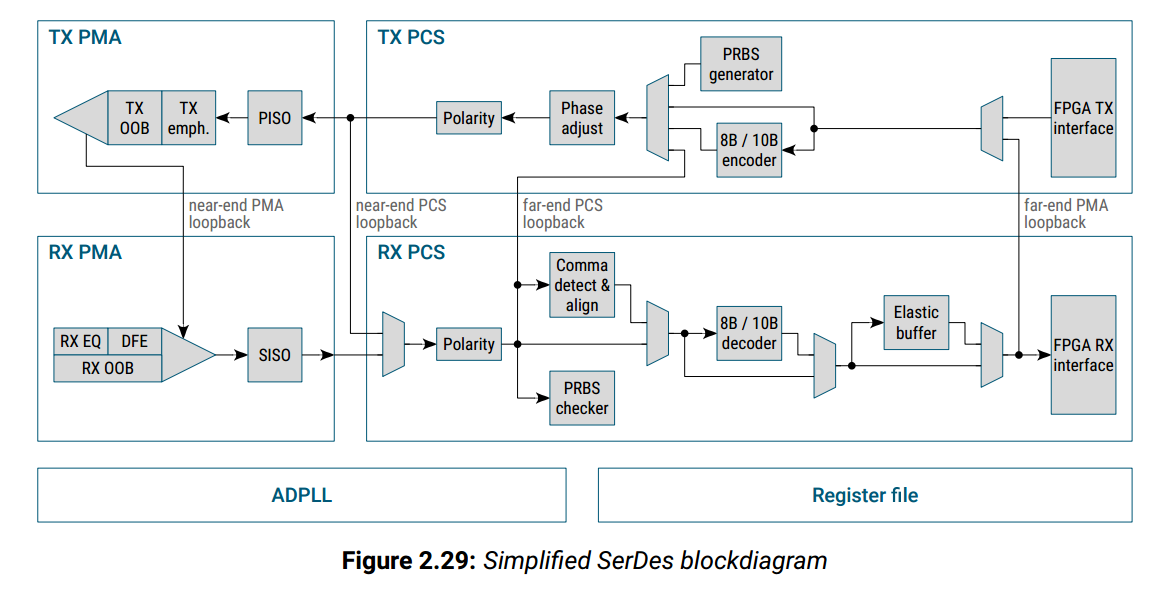 TX PMA
TX
OOB
TX
emph.
PISO
TX PCS
PRBS
generator
Polarity
Phase
adjust
8B / 10B
encoder
FPGA TX
interface
near-end PMA
loopback
near-end PCS
loopback
far-end PCS
loopback
far-end PMA
loopback
RX PMA
RX EQ
DFE
RX OOB
SISO
RX PCS
Comma
detect &
align
Polarity
PRBS
checker
8B / 10B
decoder
Elastic
buffer
FPGA RX
interface
ADPLL
Register file
Figure 2.29: Simplified SerDes blockdiagram